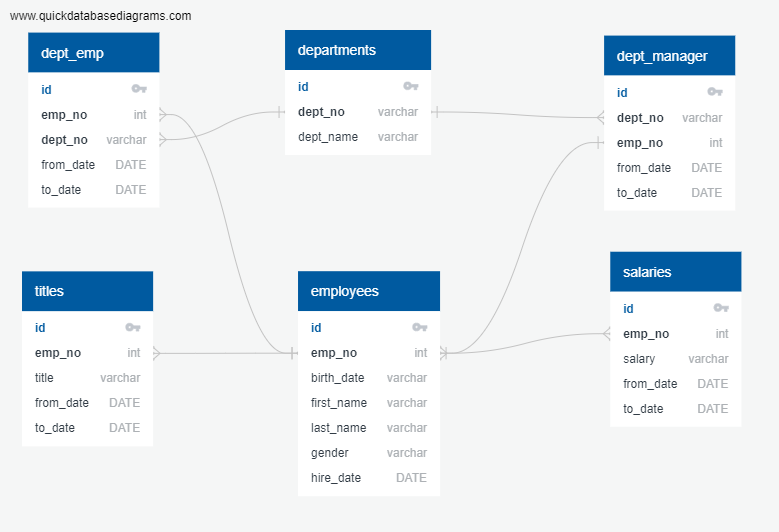 www.quickdatabasediagrams.com
dept_emp
id
emp_no int
dept_no varchar
from_date DATE
to_date DATE
departments
id
dept_no varchar
dept_name varchar
dept_manager
id
dept_no varchar
emp_no int
from_date DATE
to_date DATE
titles
id
emp_no int
title varchar
from_date DATE
to_date DATE
employees
id
emp_no int
birth_date varchar
first_name varchar
last_name varchar
gender varchar
hire_date DATE
salaries
id
emp_no int
salary varchar
from_date DATE
to_date DATE